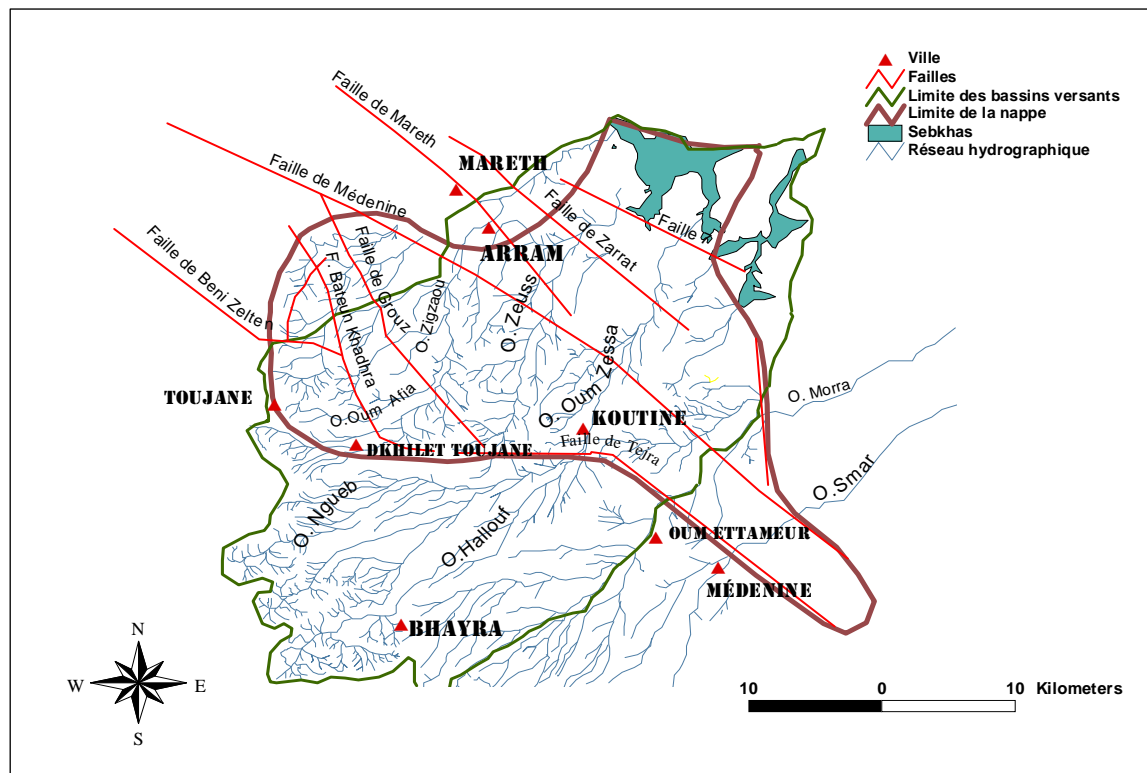 Ville
Failles
Limite des bassins versants
Limite de la nappe
Sebkhas
Réseau hydrographique
Faille de Mareth
MARETH
Faille de Médenine
ARRAM
Faille de Zarrat
Faille
Faille de Beni Zelten
F. Bateun Khadhra
Faille de Grouz
O. Zigzaou
O. Zeuss
O. Oum Zessa
TOUJANE
O.Oum Afia
KOUTINE
O. Morra
DKHILET TOUJANE
Faille de Tejra
O.Smar
O. Ngueb
O.Hallouf
OUM ETTAMEUR
MÉDENINE
BHAYRA
N
W
E
S
10 0 10 Kilometers